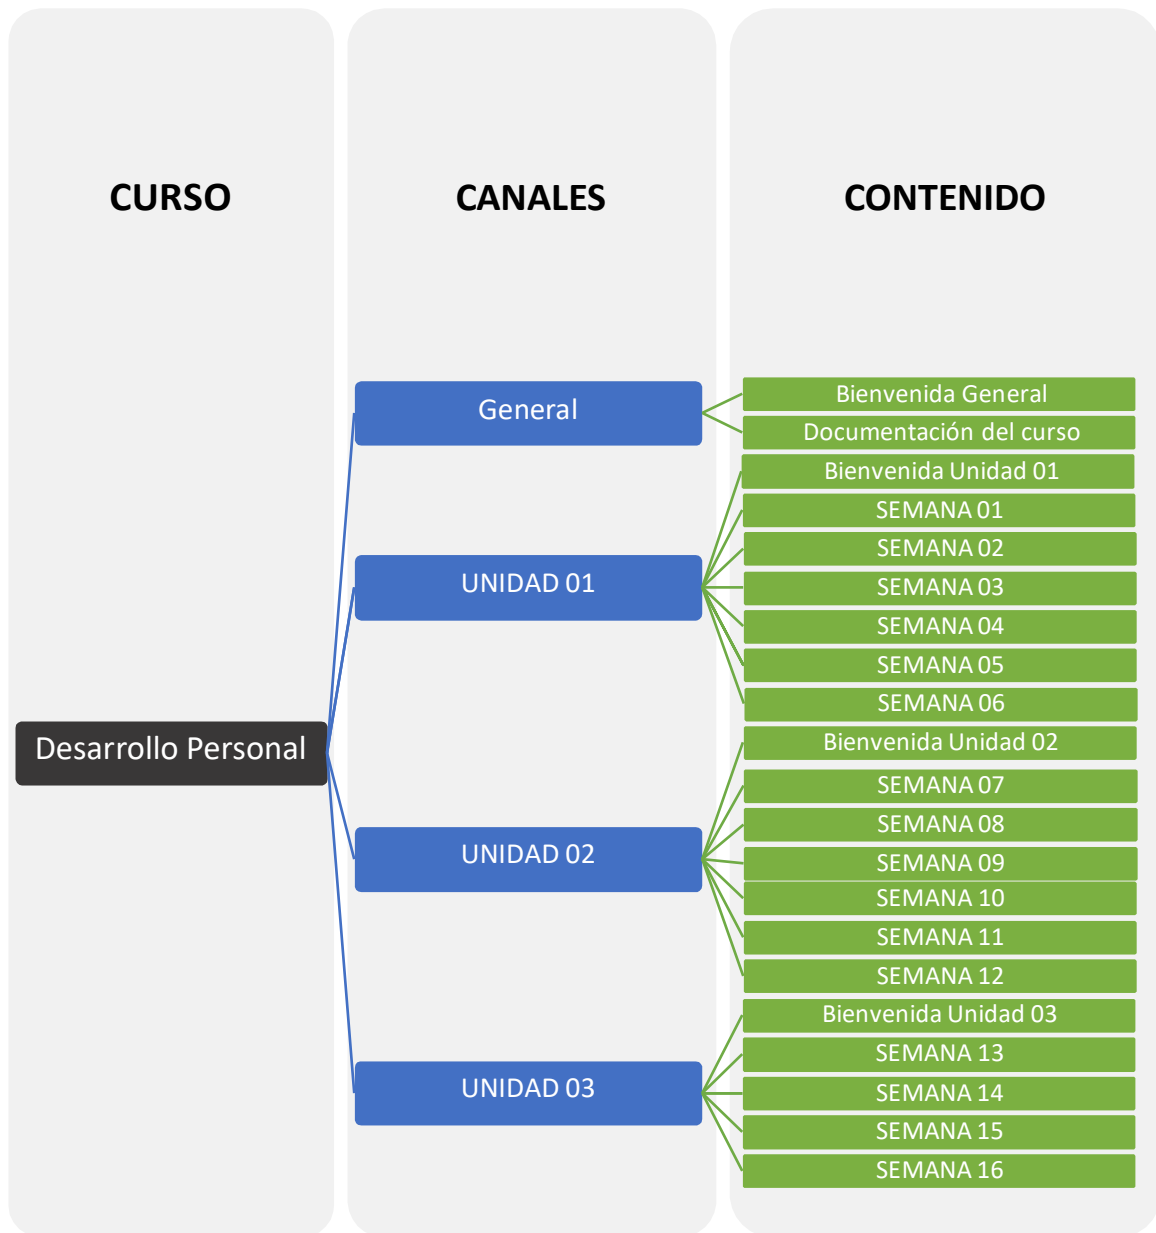 CURSO
CANALES
CONTENIDO
Desarrollo Personal
General
Bienvenida General
Documentación del curso
UNIDAD 01
Bienvenida Unidad 01
SEMANA 01
SEMANA 02
SEMANA 03
SEMANA 04
SEMANA 05
SEMANA 06
UNIDAD 02
Bienvenida Unidad 02
SEMANA 07
SEMANA 08
SEMANA 09
SEMANA 10
SEMANA 11
SEMANA 12
UNIDAD 03
Bienvenida Unidad 03
SEMANA 13
SEMANA 14
SEMANA 15
SEMANA 16